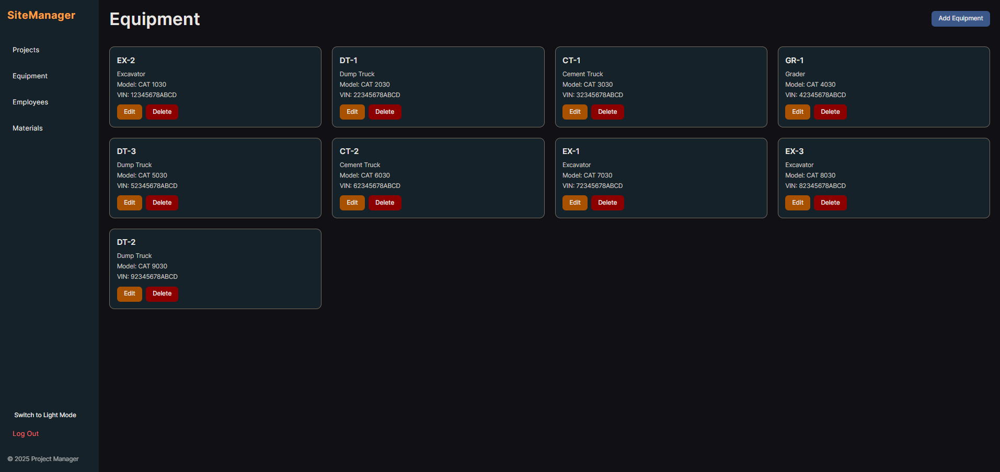 SiteManager
Projects
Equipment
Employees
Materials
Switch to Light Mode
Log Out
© 2025 Project Manager
Equipment
Add Equipment
EX-2
Excavator
Model: CAT 1030
VIN: 12345678ABCD
Edit Delete
DT-1
Dump Truck
Model: CAT 2030
VIN: 22345678ABCD
Edit Delete
CT-1
Cement Truck
Model: CAT 3030
VIN: 32345678ABCD
Edit Delete
GR-1
Grader
Model: CAT 4030
VIN: 42345678ABCD
Edit Delete
DT-3
Dump Truck
Model: CAT 5030
VIN: 52345678ABCD
Edit Delete
CT-2
Cement Truck
Model: CAT 6030
VIN: 62345678ABCD
Edit Delete
EX-1
Excavator
Model: CAT 7030
VIN: 72345678ABCD
Edit Delete
EX-3
Excavator
Model: CAT 8030
VIN: 82345678ABCD
Edit Delete
DT-2
Dump Truck
Model: CAT 9030
VIN: 92345678ABCD
Edit Delete